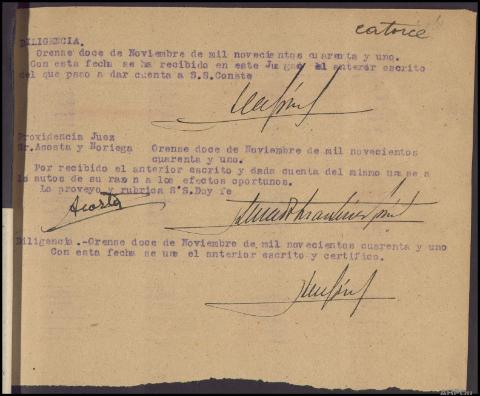 catorce
DILIGENCIA.
Orense doce de Noviembre de mil novecientos cuarenta y uno.
Con esta fecha se ha recibido en este Juzgado el anterior escrito
del que paso a dar cuenta a S.S. Conste
Providencia Juez
Sr. Acosta y Noriega Orense doce de Noviembre de mil novecientos
cuarenta y uno.
Por recibido el anterior escrito y dada cuenta del mismo unase a
los autos de su razon a los efectos oportunos.
Lo proveyo y rubrica S*S. Doy fe
Acosta
Diligencia.-Orense doce de Noviembre de mil novecientos cuarenta y uno
Con esta fecha se une el anterior escrito y certifico.